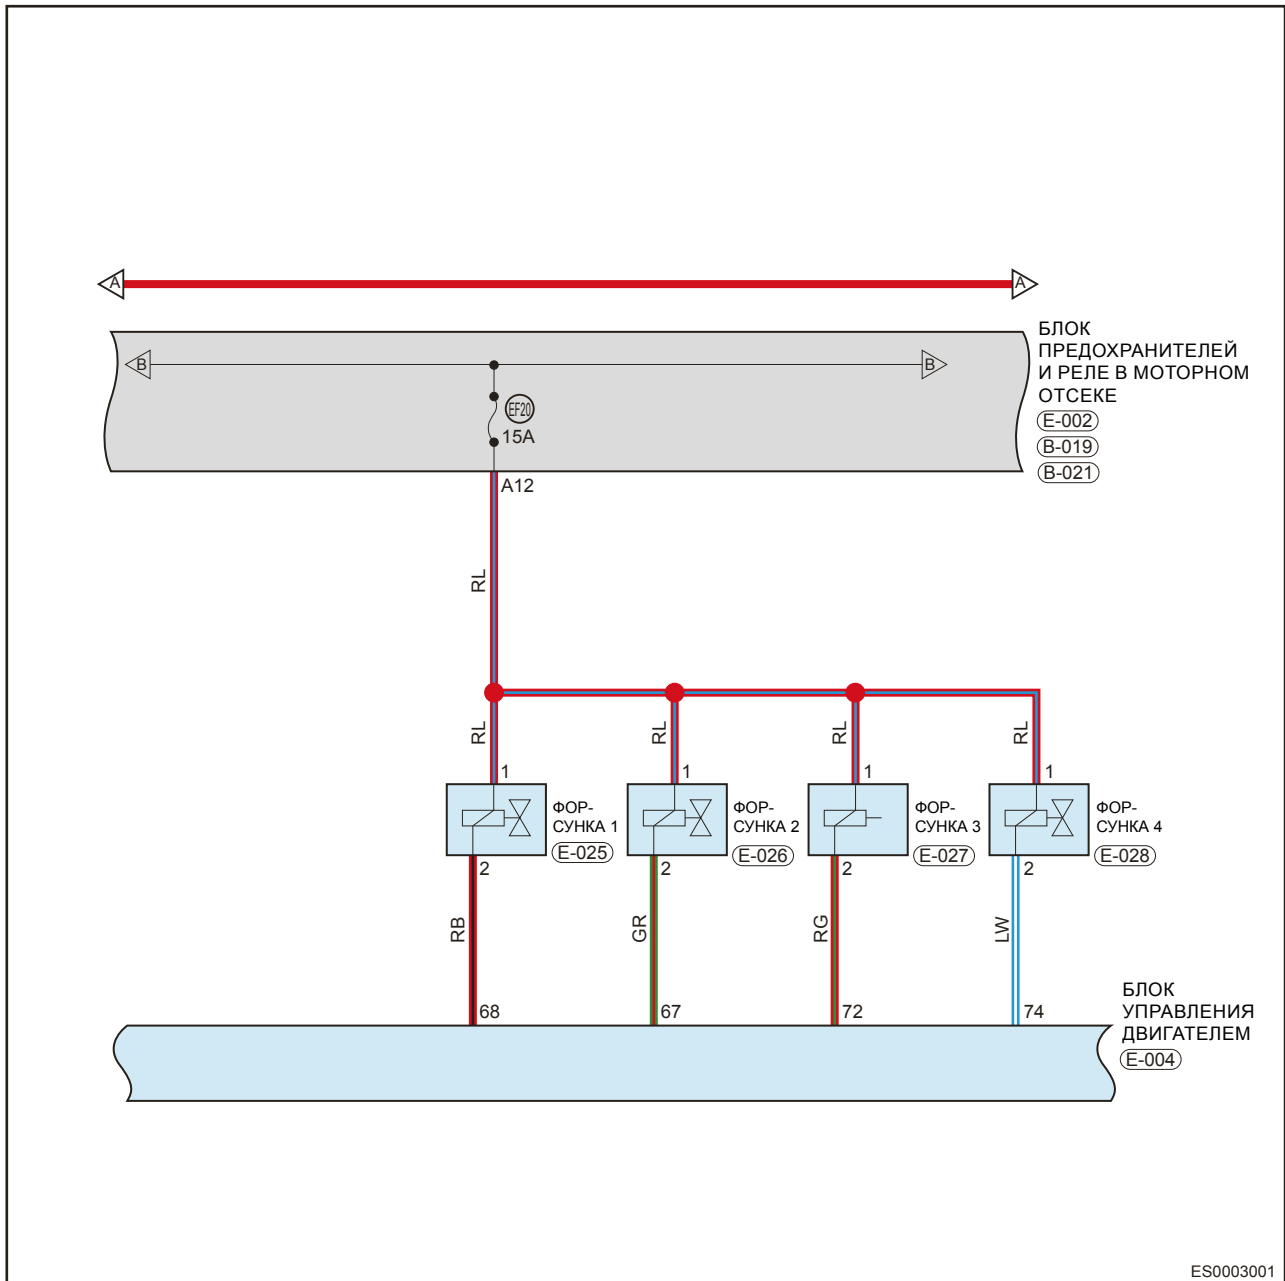 A A
B B
EF20
15A
БЛОК
ПРЕДОХРАНИТЕЛЕЙ
И РЕЛЕ В МОТОРНОМ
ОТСЕКЕ
E-002
B-019
B-021
A12
RL
RL RL RL RL
1 1 1 1
ФОР-
СУНКА 1
E-025
ФОР-
СУНКА 2
E-026
ФОР-
СУНКА 3
E-027
ФОР-
СУНКА 4
E-028
2 2 2 2
RB GR RG LW
68 67 72 74
БЛОК
УПРАВЛЕНИЯ
ДВИГАТЕЛЕМ
E-004
ES0003001